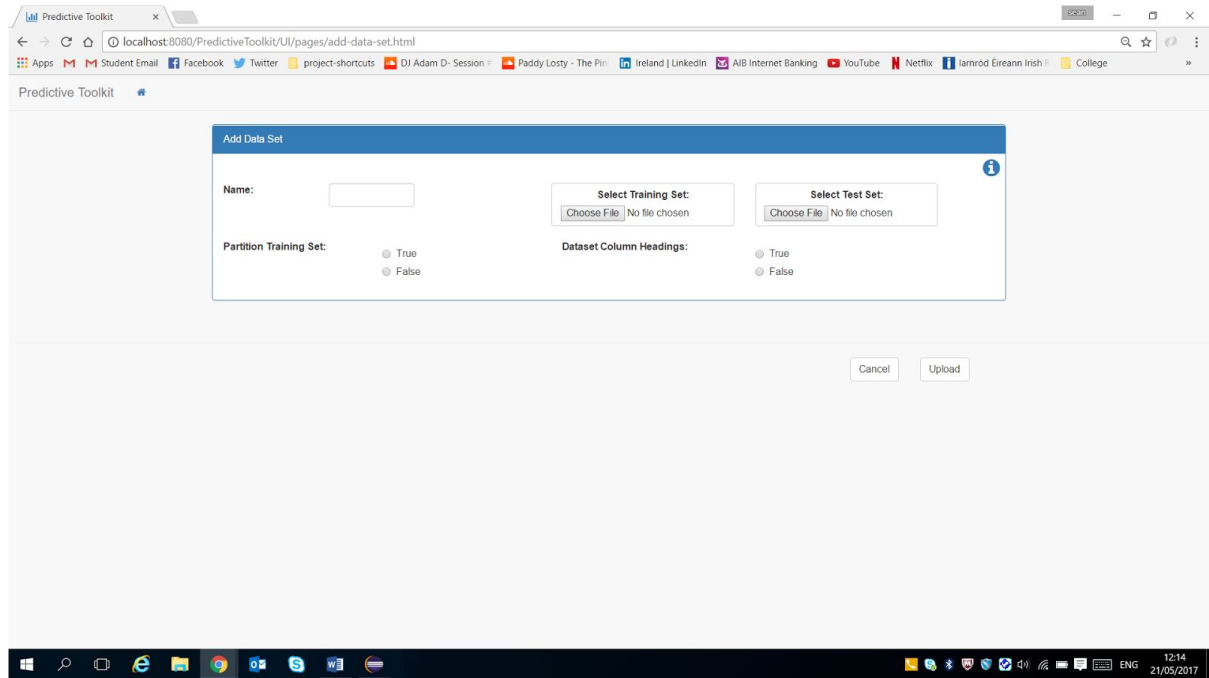 Predictive Toolkit
sean
localhost:8080/PredictiveToolkit/UI/pages/add-data-set.html
Apps Student Email Facebook Twitter project-shortcuts DJ Adam D- Session Paddy Losty - The Pin Ireland | LinkedIn AIB Internet Banking YouTube Netflix Iarnród Éireann Irish College »
Predictive Toolkit
Add Data Set
Name: Select Training Set: Select Test Set:
Choose File No file chosen Choose File No file chosen
Partition Training Set: Dataset Column Headings:
True True
False False
Cancel Upload
ENG 12:14
21/05/2017